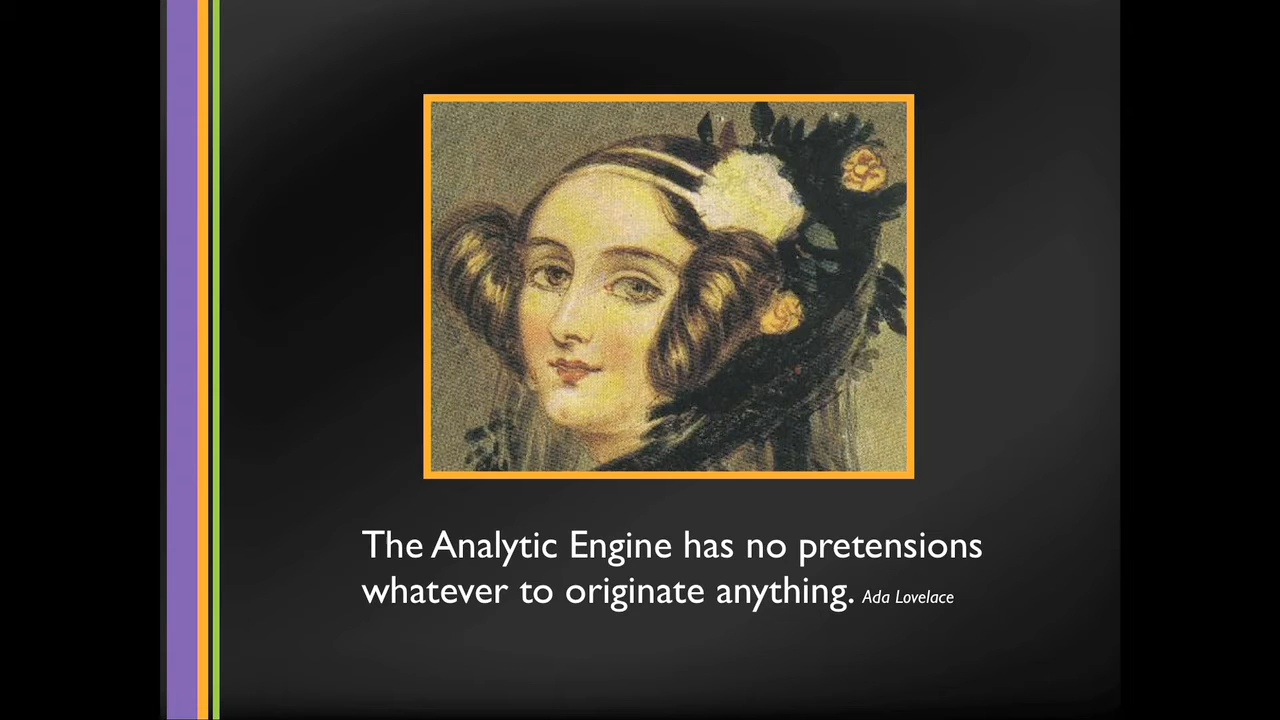 The Analytic Engine has no pretensions
whatever to originate anything. Ada Lovelace